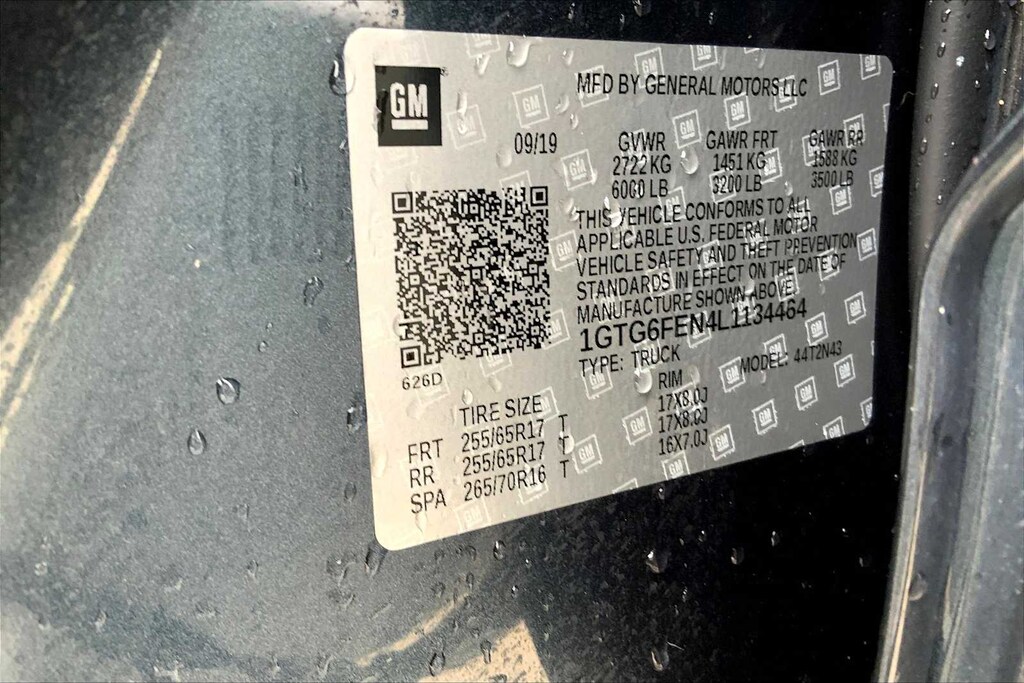 GM
MFD BY GENERAL MOTORS LLC
09/19
GVWR GAWR FRT GAWR RR
2722 KG 1451 KG 1588 KG
6000 LB 3200 LB 3500 LB
THIS VEHICLE CONFORMS TO ALL
APPLICABLE U.S. FEDERAL MOTOR
VEHICLE SAFETY AND THEFT PREVENTION
STANDARDS IN EFFECT ON THE DATE OF
MANUFACTURE SHOWN ABOVE.
1GTG6FEN4L1134464
TYPE: TRUCK MODEL: 44T2N43
626D
TIRE SIZE RIM
FRT 255/65R17 T 17X8.0J
RR 255/65R17 T 17X8.0J
SPA 265/70R16 T 16X7.0J